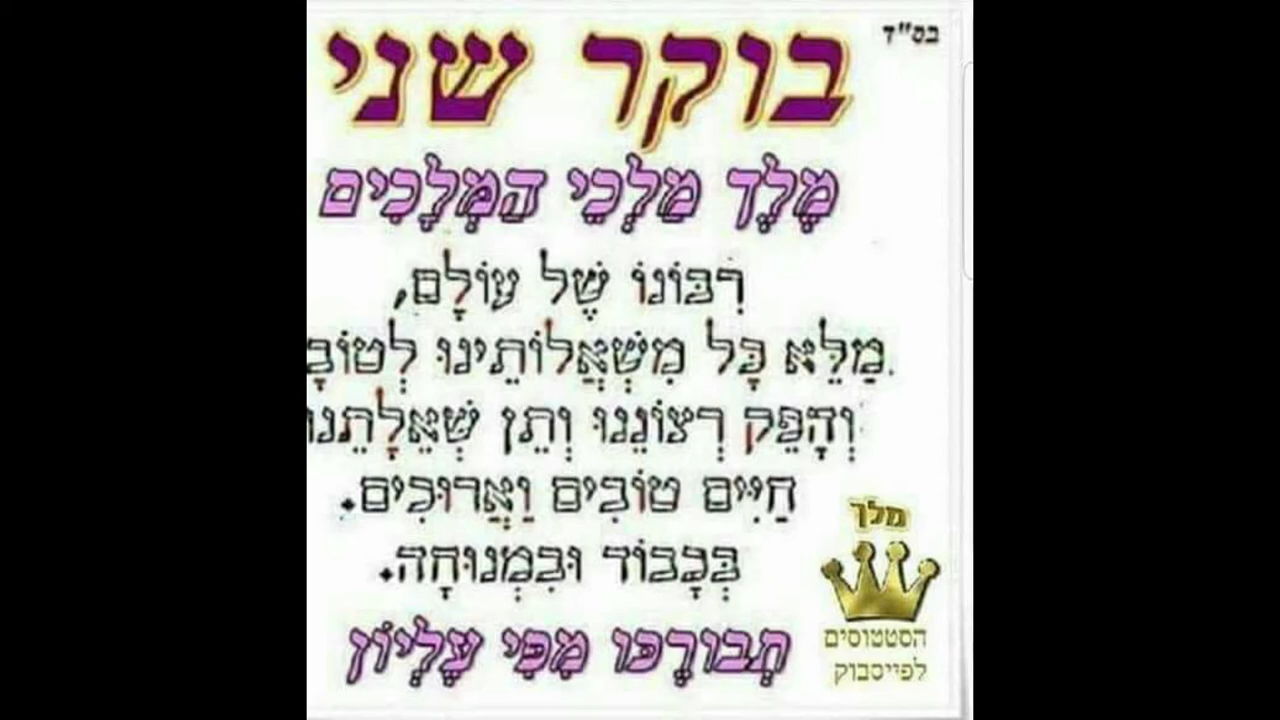 בס"ד
בוקר שני
מֶלֶךְ מַלְכֵי הַמְּלָכִים
רִבּוֹנוֹ שֶׁל עוֹלָם,
מַלֵּא כָּל מִשְׁאֲלוֹתֵינוּ לְטוֹבָ
וְהָפֵק רְצוֹנֵנוּ וְתֵן שְׁאֵלָתֵנוּ
חַיִּים טוֹבִים וַאֲרוּכִּים.
בְּכָבוֹד וּבִמְנוּחָה.
תְבוּרְכוּ מִפִּי עֶלְיוֹן
מלך
הסטטוסים
לפייסבוק